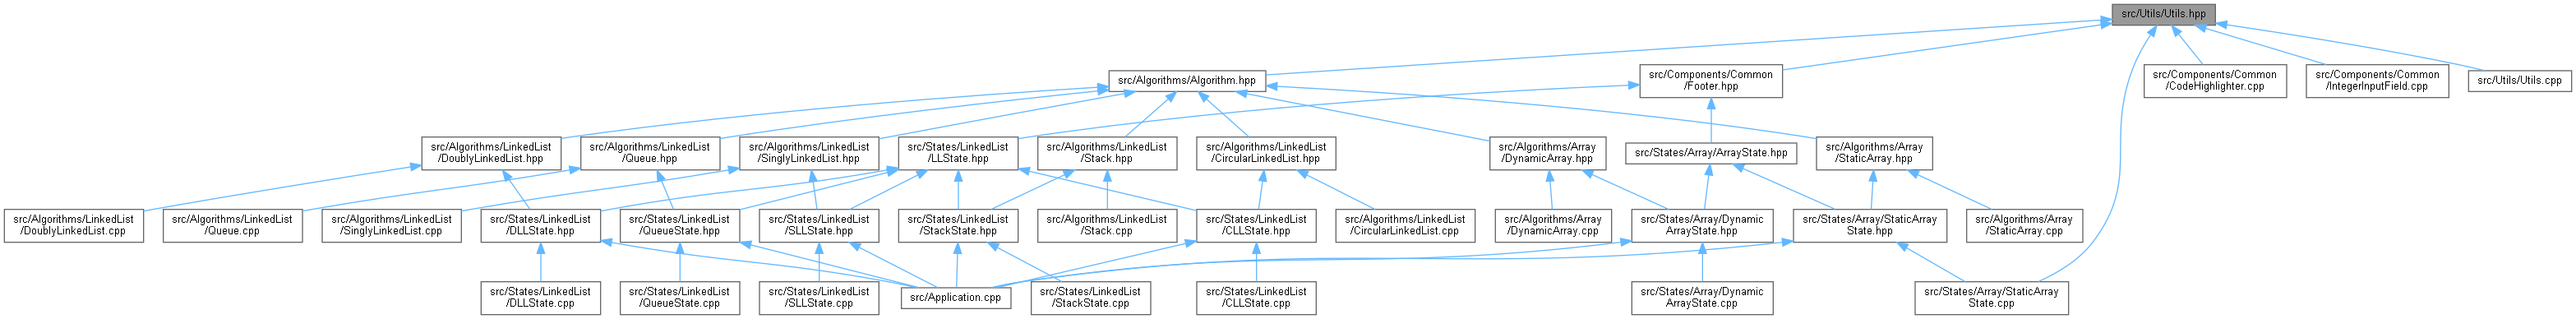 src/Utils/Utils.hpp
src/Algorithms/Algorithm.hpp
src/Components/Common
/Footer.hpp
src/Components/Common
/CodeHighlighter.cpp
src/Components/Common
/IntegerInputField.cpp
src/Utils/Utils.cpp
src/Algorithms/LinkedList
/DoublyLinkedList.hpp
src/Algorithms/LinkedList
/Queue.hpp
src/Algorithms/LinkedList
/SinglyLinkedList.hpp
src/States/LinkedList
/LLState.hpp
src/Algorithms/LinkedList
/Stack.hpp
src/Algorithms/LinkedList
/CircularLinkedList.hpp
src/Algorithms/Array
/DynamicArray.hpp
src/States/Array/ArrayState.hpp
src/Algorithms/Array
/StaticArray.hpp
src/Algorithms/LinkedList
/DoublyLinkedList.cpp
src/Algorithms/LinkedList
/Queue.cpp
src/Algorithms/LinkedList
/SinglyLinkedList.cpp
src/States/LinkedList
/DLLState.hpp
src/States/LinkedList
/QueueState.hpp
src/States/LinkedList
/SLLState.hpp
src/States/LinkedList
/StackState.hpp
src/Algorithms/LinkedList
/Stack.cpp
src/States/LinkedList
/CLLState.hpp
src/Algorithms/LinkedList
/CircularLinkedList.cpp
src/Algorithms/Array
/DynamicArray.cpp
src/States/Array/Dynamic
ArrayState.hpp
src/States/Array/StaticArray
State.hpp
src/Algorithms/Array
/StaticArray.cpp
src/States/LinkedList
/DLLState.cpp
src/States/LinkedList
/QueueState.cpp
src/States/LinkedList
/SLLState.cpp
src/Application.cpp
src/States/LinkedList
/StackState.cpp
src/States/LinkedList
/CLLState.cpp
src/States/Array/Dynamic
ArrayState.cpp
src/States/Array/StaticArray
State.cpp